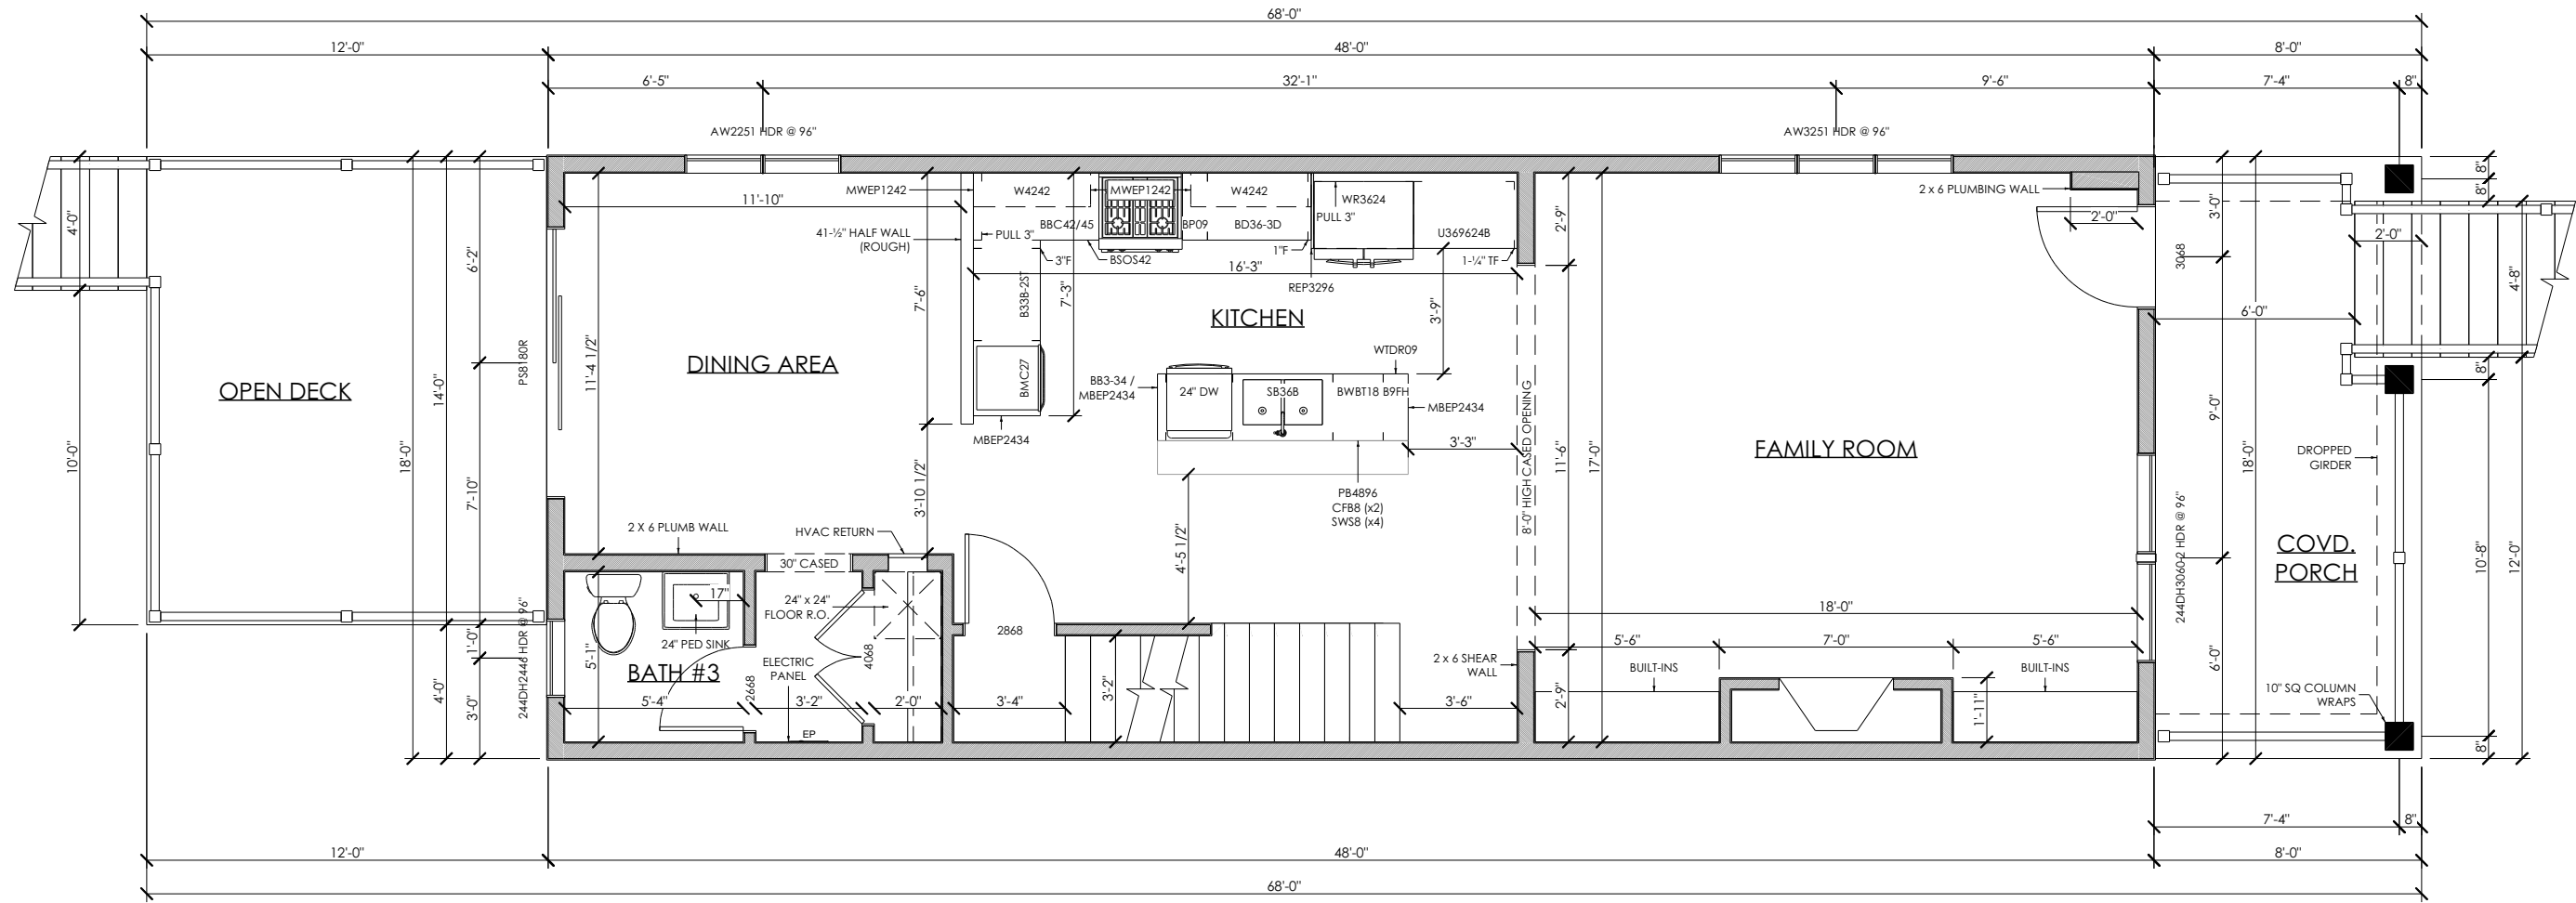 68'-0"
12'-0"
48'-0"
8'-0"
6'-5"
32'-1"
9'-6"
7'-4"
8"
AW2251 HDR @ 96"
AW3251 HDR @ 96"
MWEP1242
W4242
MWEP1242
W4242
WR3624
2 x 6 PLUMBING WALL
11'-10"
PULL 3"
2'-0"
BBC42/45
BP09
BD36-3D
U369624B
41-½" HALF WALL
(ROUGH)
PULL 3"
3"F
BSOS42
1"F
1-¼" TF
16'-3"
REP3296
2'-9"
3068
3'-0"
8"
8"
2'-0"
4'-8"
6'-0"
4'-0"
6'-2"
PS8180R
11'-4 1/2"
7'-6"
B33B-2ST
7'-3"
3'-9"
KITCHEN
DINING AREA
OPEN DECK
BMC27
WTDR09
BB3-34 /
MBEP2434
24" DW
SB36B
BWBT18
B9FH
MBEP2434
MBEP2434
3'-3"
8'-0" HIGH CASED OPENING
11'-6"
17'-0"
FAMILY ROOM
9'-0"
18'-0"
8"
DROPPED
GIRDER
10'-0"
18'-0"
14'-0"
7'-10"
3'-10 1/2"
PB4896
CFB8 (x2)
SWS8 (x4)
4'-5 1/2"
2 X 6 PLUMB WALL
HVAC RETURN
30" CASED
244DH3060-2 HDR @ 96"
COVD.
PORCH
10'-8"
12'-0"
17"
24" x 24"
FLOOR R.O.
2868
18'-0"
24" PED SINK
5'-1"
BATH #3
ELECTRIC
PANEL
4068
2668
1'-0"
4'-0"
3'-0"
244DH2446 HDR @ 96"
5'-4"
3'-2"
2'-0"
3'-4"
3'-2"
3'-6"
EP
2 x 6 SHEAR
WALL
2'-9"
5'-6"
7'-0"
5'-6"
BUILT-INS
BUILT-INS
1'-11"
6'-0"
10" SQ COLUMN
WRAPS
8"
7'-4"
8"
12'-0"
48'-0"
8'-0"
68'-0"